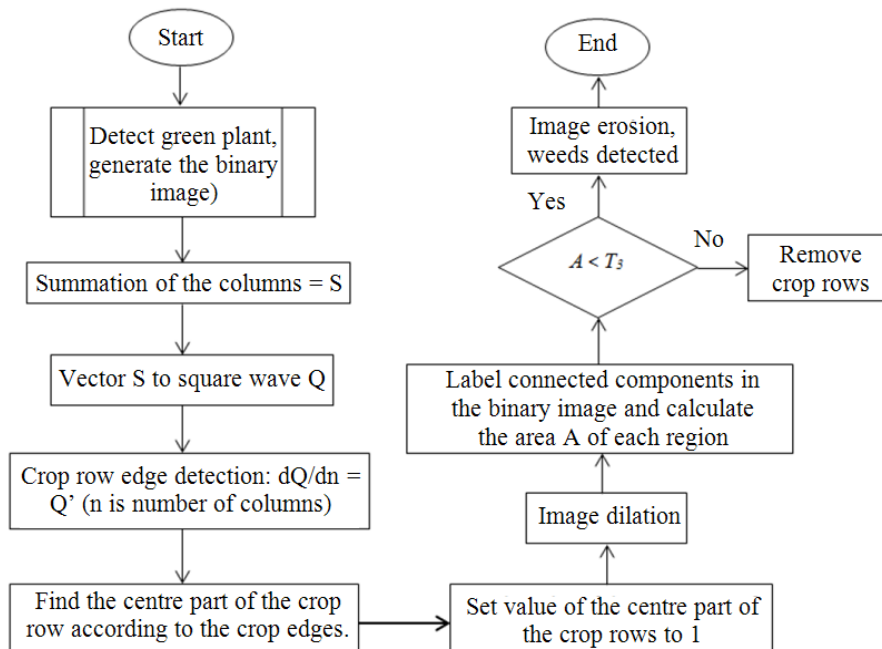 Start
Detect green plant,
generate the binary
image)
Summation of the columns = S
Vector S to square wave Q
Crop row edge detection: dQ/dn =
Q’ (n is number of columns)
Find the centre part of the crop
row according to the crop edges.
Set value of the centre part of
the crop rows to 1
Image dilation
Label connected components in
the binary image and calculate
the area A of each region
A < T₃
No
Remove
crop rows
Yes
Image erosion,
weeds detected
End